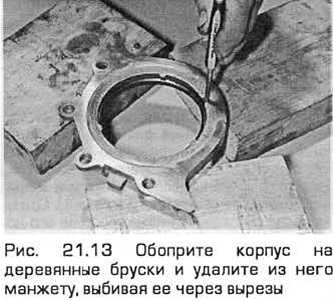 Рис. 21.13 Обоприте корпус на
деревянные бруски и удалите из него
манжету, выбивая ее через вырезы